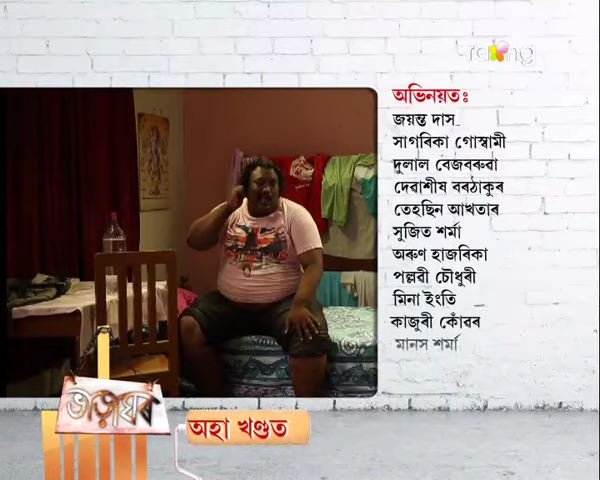 rang
অভিনয়তঃ
জয়ন্ত দাস
সাগৰিকা গোস্বামী
দুলাল বেজবৰুৱা
দেৱাশীষ বৰঠাকুৰ
তেহছিন আখতাৰ
সুজিত শৰ্মা
অৰুণ হাজৰিকা
পল্লৱী চৌধুৰী
মিনা ইংতি
কাজুৰী কোঁৱৰ
মানস শৰ্মা
ভাড়াঘৰ
অহা খণ্ডত